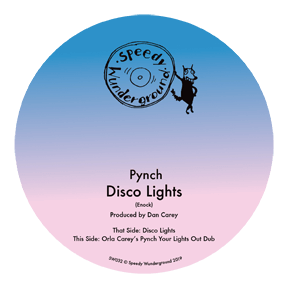 Speedy
Wunderground
Pynch
Disco Lights
(Enock)
Produced by Dan Carey
That Side: Disco Lights
This Side: Orla Carey's Pynch Your Lights Out Dub
SW032 © Speedy Wunderground 2019